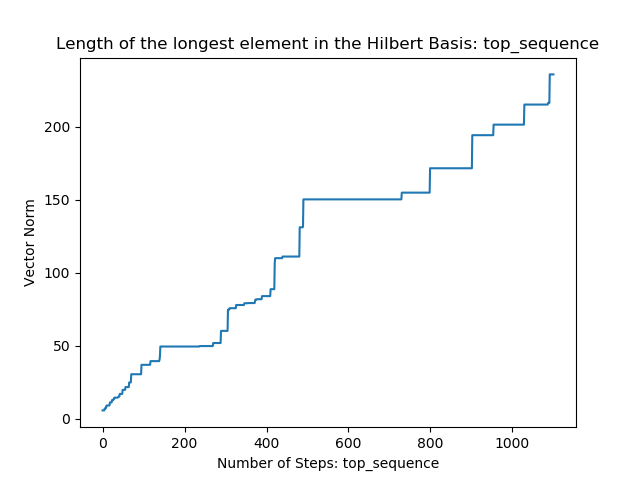 Length of the longest element in the Hilbert Basis: top_sequence
200
150
100
50
0
Vector Norm
0 200 400 600 800 1000
Number of Steps: top_sequence